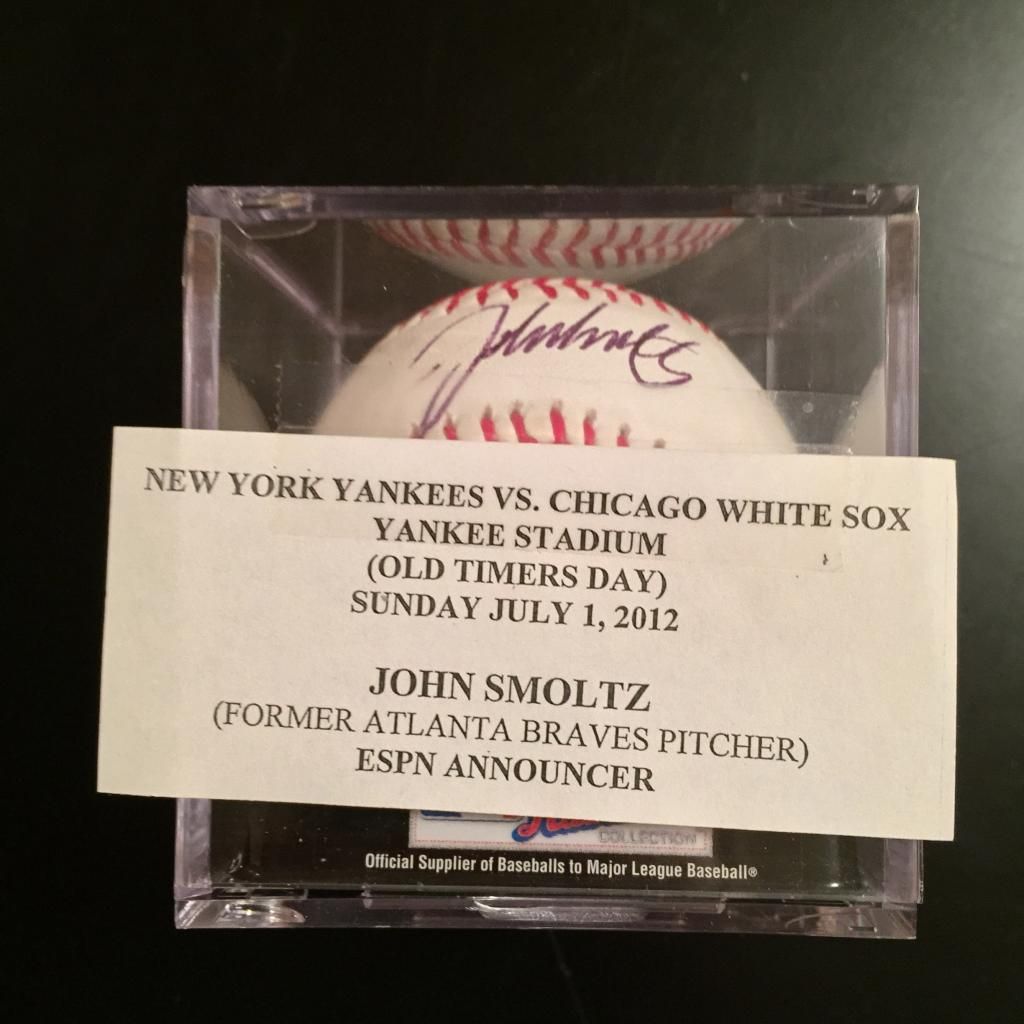 NEW YORK YANKEES VS. CHICAGO WHITE SOX
YANKEE STADIUM
(OLD TIMERS DAY)
SUNDAY JULY 1, 2012
JOHN SMOLTZ
(FORMER ATLANTA BRAVES PITCHER)
ESPN ANNOUNCER
COLLECTION
Official Supplier of Baseballs to Major League Baseball®